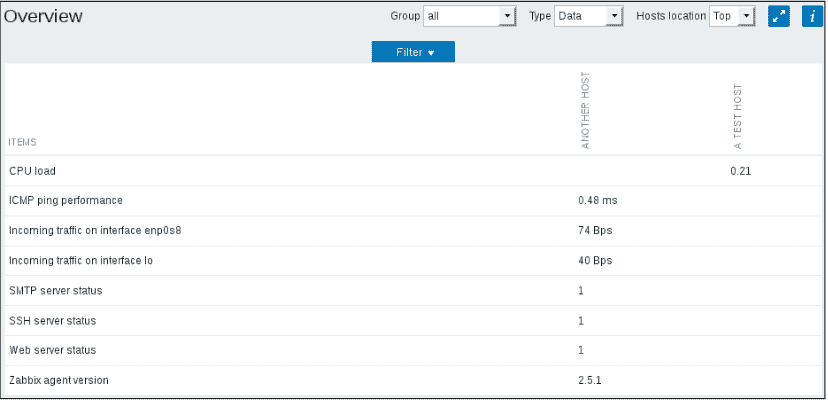 Overview Group all Type Data Hosts location Top i
Filter
ITEMS ANOTHER HOST A TEST HOST
CPU load 0.21
ICMP ping performance 0.48 ms
Incoming traffic on interface enp0s8 74 Bps
Incoming traffic on interface lo 40 Bps
SMTP server status 1
SSH server status 1
Web server status 1
Zabbix agent version 2.5.1